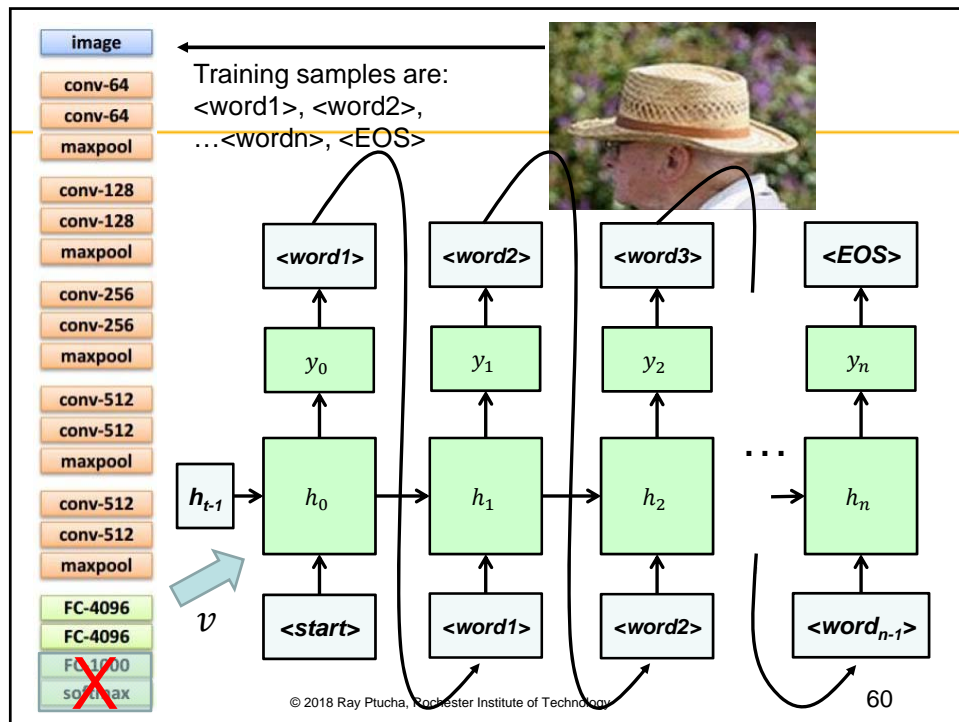 image
conv-64
conv-64
maxpool
conv-128
conv-128
maxpool
conv-256
conv-256
maxpool
conv-512
conv-512
maxpool
conv-512
conv-512
maxpool
FC-4096
FC-4096
FC-1000
softmax
Training samples are:
<word1>, <word2>,
…<wordn>, <EOS>
<word1> <word2> <word3> <EOS>
y₀ y₁ y₂ yₙ
. . .
hₜ₋₁ h₀ h₁ h₂ hₙ
v
<start> <word1> <word2> <wordₙ₋₁>
X
© 2018 Ray Ptucha, Rochester Institute of Technology
60